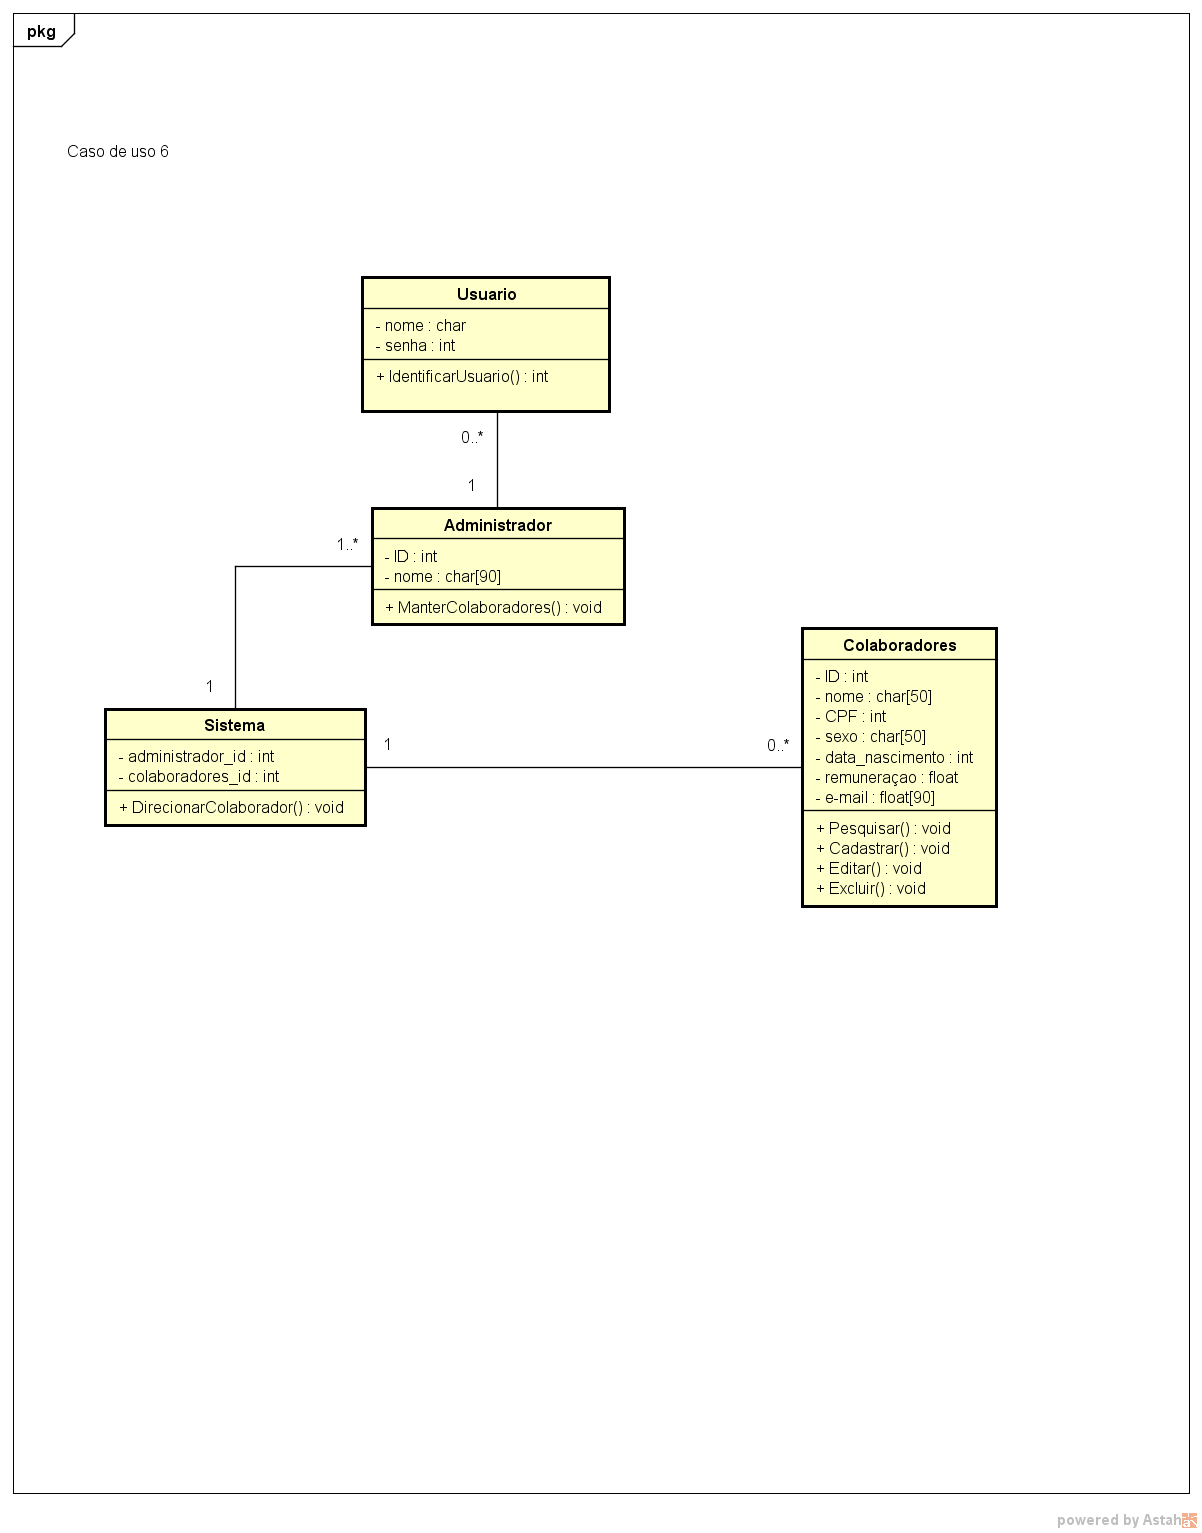 pkg
Caso de uso 6
Usuario
- nome : char
- senha : int
+ IdentificarUsuario() : int
0..*
1
Administrador
- ID : int
- nome : char[90]
+ ManterColaboradores() : void
1..*
1
Sistema
- administrador_id : int
- colaboradores_id : int
+ DirecionarColaborador() : void
1
0..*
Colaboradores
- ID : int
- nome : char[50]
- CPF : int
- sexo : char[50]
- data_nascimento : int
- remuneraçao : float
- e-mail : float[90]
+ Pesquisar() : void
+ Cadastrar() : void
+ Editar() : void
+ Excluir() : void
powered by Astah